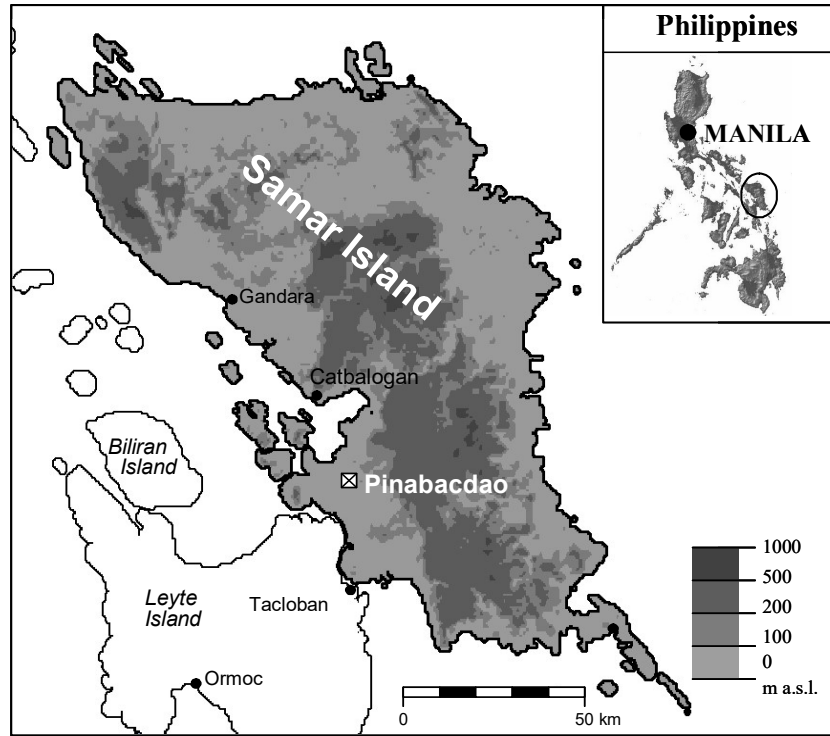 Philippines
MANILA
Samar Island
Gandara
Catbalogan
Biliran
Island
Pinabacdao
Leyte
Island
Tacloban
Ormoc
1000
500
200
100
0
m a.s.l.
0
50 km